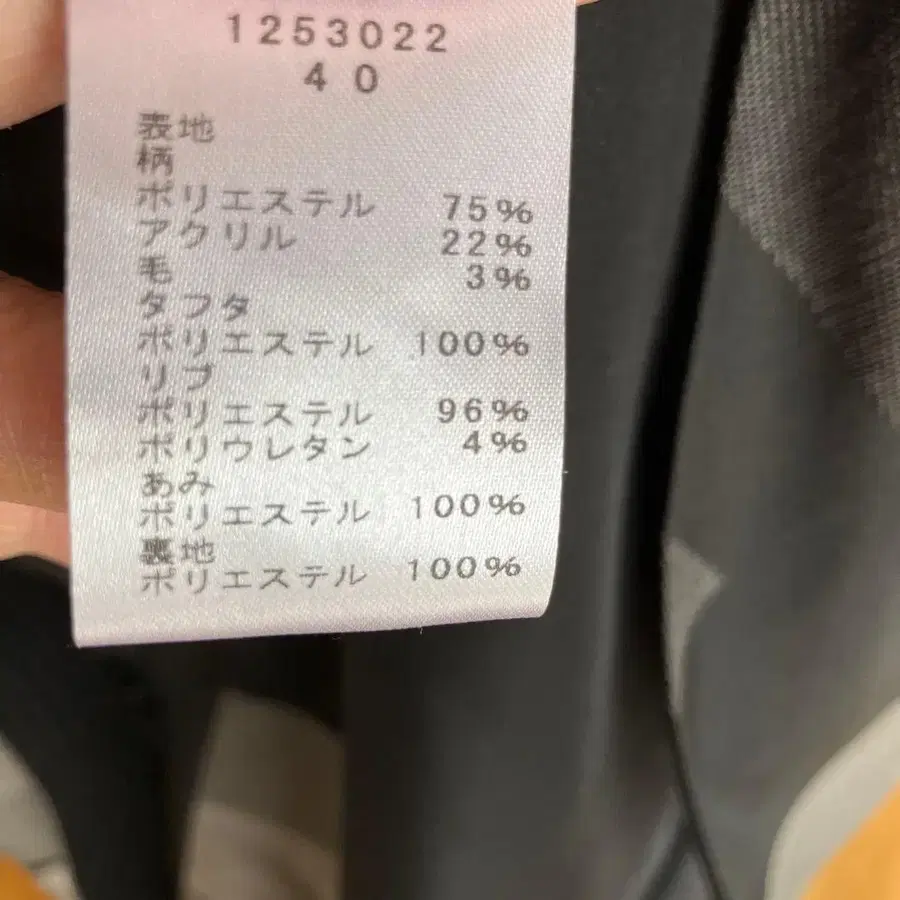 1253022
40
表地
柄
ポリエステル 75%
アクリル 22%
毛 3%
タフタ
ポリエステル 100%
リブ
ポリエステル 96%
ポリウレタン 4%
あみ
ポリエステル 100%
裏地
ポリエステル 100%